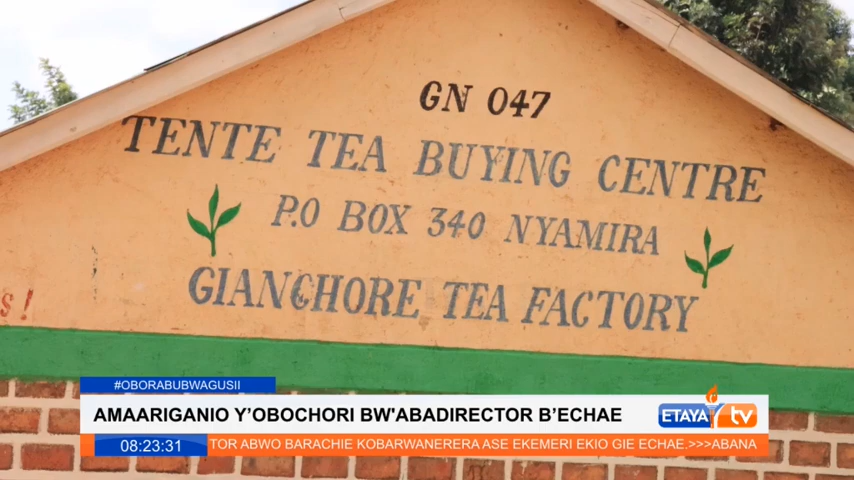 GN 047
TENTE TEA BUYING CENTRE
P.O BOX 340 NYAMIRA
GIANCHORE TEA FACTORY
s!
#OBORABUBWAGUSII
AMAARIGANIO Y’OBOCHORI BW'ABADIRECTOR B’ECHAE
ETAYA tv
08:23:31 TOR ABWO BARACHIE KOBARWANERERA ASE EKEMERI EKIO GIE ECHAE.>>>ABANA